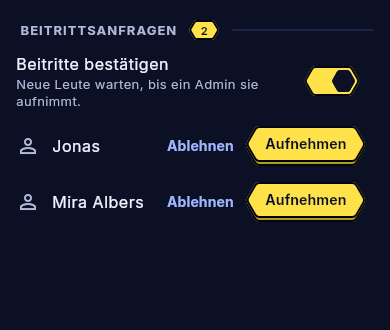 BEITRITTSANFRAGEN 2
Beitritte bestätigen
Neue Leute warten, bis ein Admin sie
aufnimmt.
Jonas Ablehnen Aufnehmen
Mira Albers Ablehnen Aufnehmen